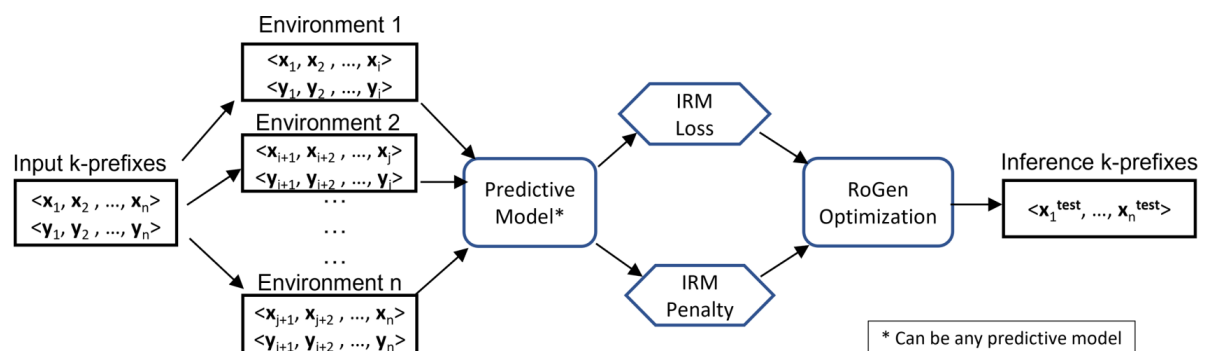 Environment 1
<x1, x2 , ..., xi>
<y1, y2 , ..., yi>
Environment 2
<xi+1, xi+2 , ..., xj>
<yi+1, yi+2 , ..., yj>
...
...
...
Environment n
<xj+1, xj+2 , ..., xn>
<yj+1, yj+2 , ..., yn>
Input k-prefixes
<x1, x2 , ..., xn>
<y1, y2 , ..., yn>
Predictive
Model*
IRM
Loss
IRM
Penalty
RoGen
Optimization
Inference k-prefixes
<x1test, ..., xntest>
* Can be any predictive model